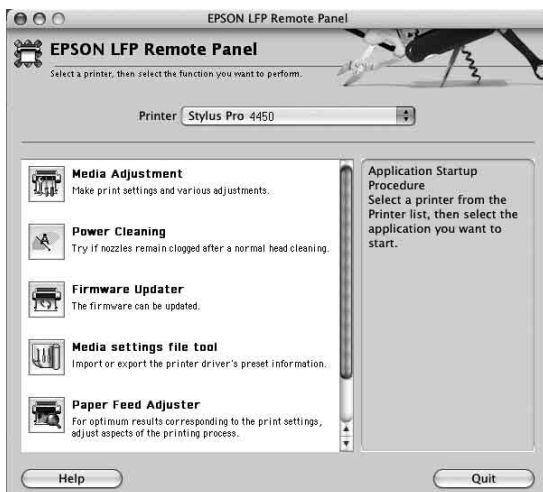 EPSON LFP Remote Panel
EPSON LFP Remote Panel
Select a printer, then select the function you want to perform.
Printer Stylus Pro 4450
Media Adjustment
Make print settings and various adjustments.
Power Cleaning
Try if nozzles remain clogged after a normal head cleaning.
Firmware Updater
The firmware can be updated.
Media settings file tool
Import or export the printer driver's preset information.
Paper Feed Adjuster
For optimum results corresponding to the print settings,
adjust aspects of the printing process.
Application Startup
Procedure
Select a printer from the
Printer list, then select the
application you want to
start.
Help
Quit